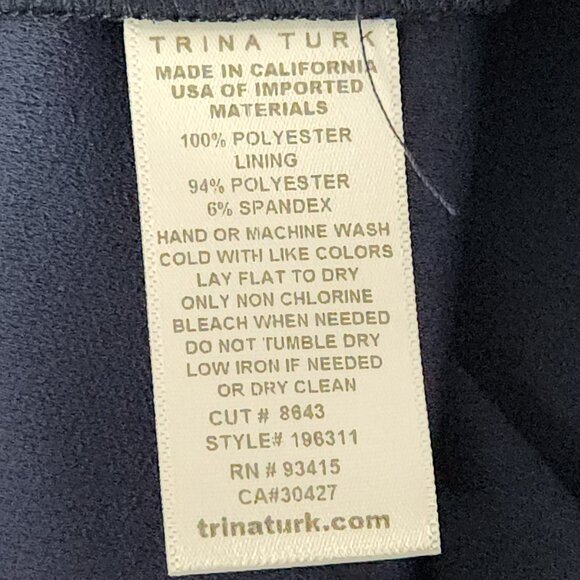 TRINA TURK
MADE IN CALIFORNIA
USA OF IMPORTED
MATERIALS
100% POLYESTER
LINING
94% POLYESTER
6% SPANDEX
HAND OR MACHINE WASH
COLD WITH LIKE COLORS
LAY FLAT TO DRY
ONLY NON CHLORINE
BLEACH WHEN NEEDED
DO NOT TUMBLE DRY
LOW IRON IF NEEDED
OR DRY CLEAN
CUT # 8643
STYLE# 196311
RN # 93415
CA#30427
trinaturk.com